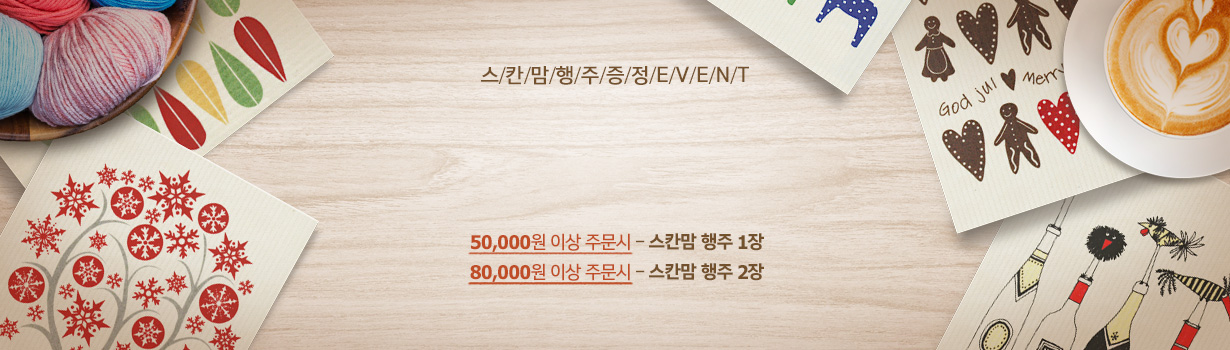 스/칸/맘/행/주/증/정/E/V/E/N/T
God jul
Merry
50,000원 이상 주문시 – 스칸맘 행주 1장
80,000원 이상 주문시 – 스칸맘 행주 2장